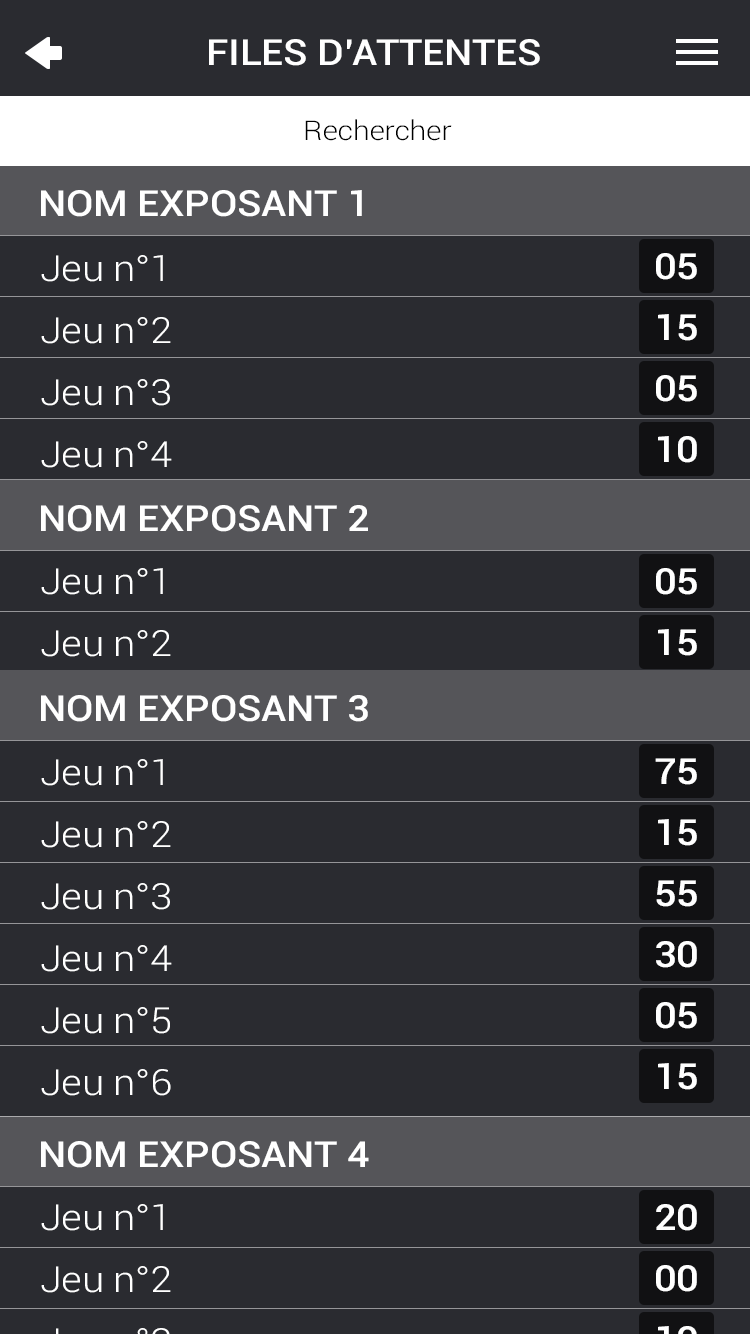 FILES D'ATTENTES
Rechercher
NOM EXPOSANT 1
Jeu n°1 05
Jeu n°2 15
Jeu n°3 05
Jeu n°4 10
NOM EXPOSANT 2
Jeu n°1 05
Jeu n°2 15
NOM EXPOSANT 3
Jeu n°1 75
Jeu n°2 15
Jeu n°3 55
Jeu n°4 30
Jeu n°5 05
Jeu n°6 15
NOM EXPOSANT 4
Jeu n°1 20
Jeu n°2 00